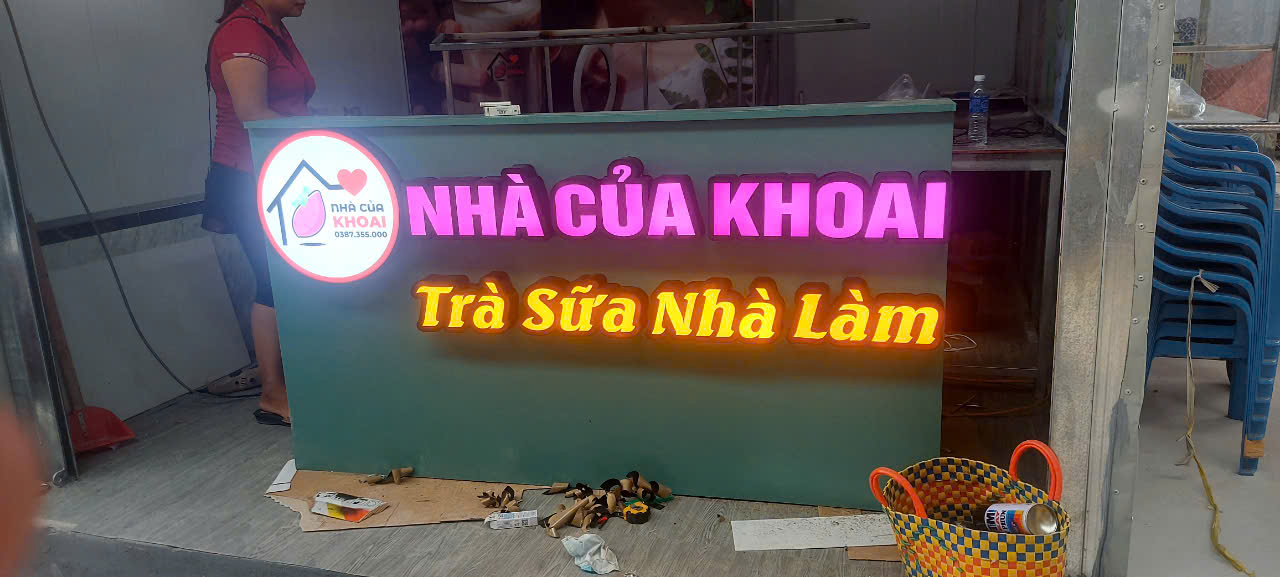 NHÀ CỦA
KHOAI
0387.355.000
NHÀ CỦA KHOAI
Trà Sữa Nhà Làm